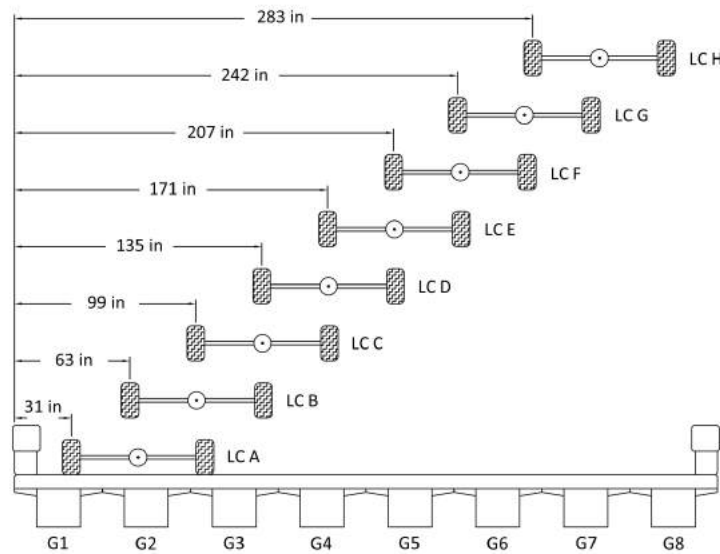 283 in
LC H
242 in
LC G
207 in
LC F
171 in
LC E
135 in
LC D
99 in
LC C
63 in
LC B
31 in
LC A
G1 G2 G3 G4 G5 G6 G7 G8